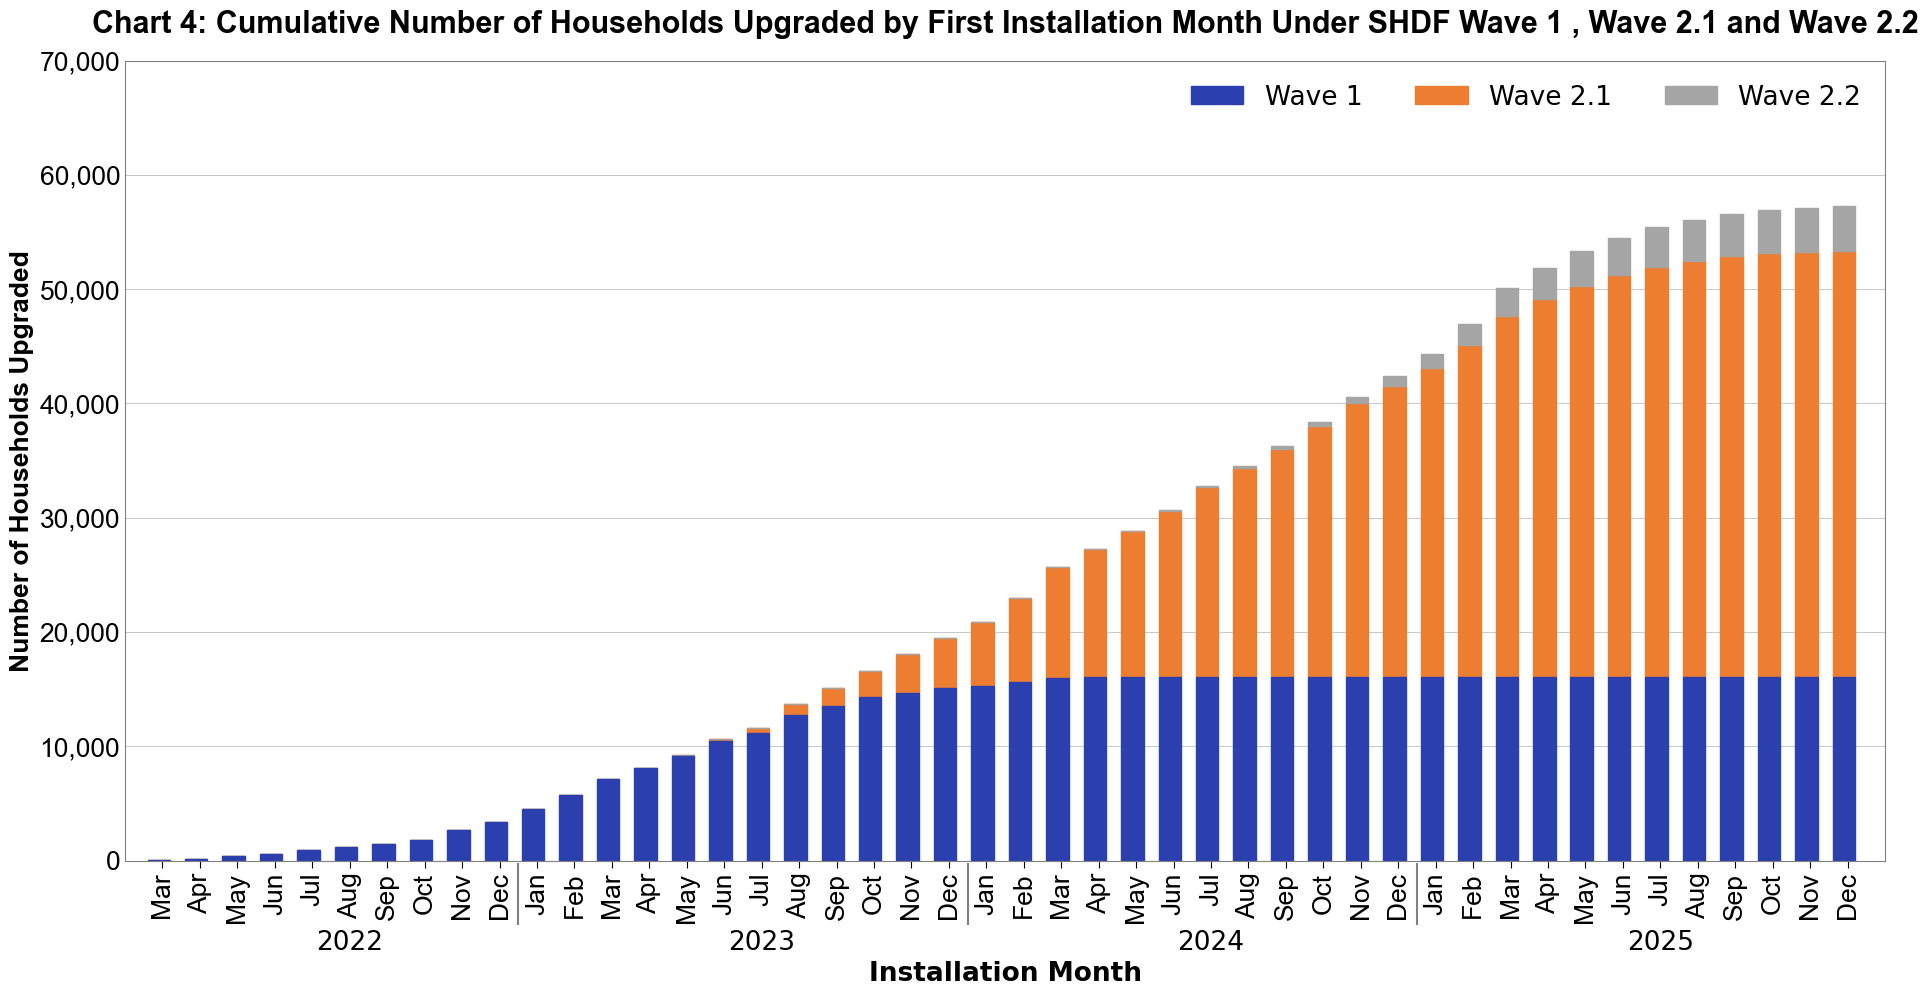 Chart 4: Cumulative Number of Households Upgraded by First Installation Month Under SHDF Wave 1 , Wave 2.1 and Wave 2.2
Wave 1 Wave 2.1 Wave 2.2
Number of Households Upgraded
70,000
60,000
50,000
40,000
30,000
20,000
10,000
0
Mar Apr May Jun Jul Aug Sep Oct Nov Dec Jan Feb Mar Apr May Jun Jul Aug Sep Oct Nov Dec Jan Feb Mar Apr May Jun Jul Aug Sep Oct Nov Dec Jan Feb Mar Apr May Jun Jul Aug Sep Oct Nov Dec
2022 2023 2024 2025
Installation Month